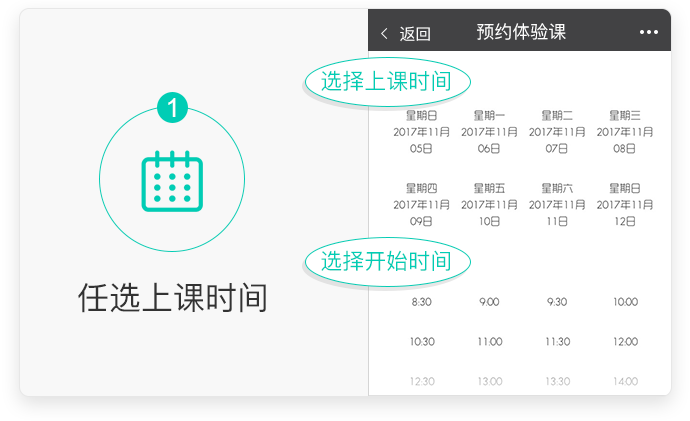 1
任选上课时间
返回
预约体验课
选择上课时间
星期日 星期一 星期二 星期三
2017年11月 2017年11月 2017年11月 2017年11月
05日 06日 07日 08日
星期四 星期五 星期六 星期日
2017年11月 2017年11月 2017年11月 2017年11月
09日 10日 11日 12日
选择开始时间
8:30 9:00 9:30 10:00
10:30 11:00 11:30 12:00
12:30 13:00 13:30 14:00